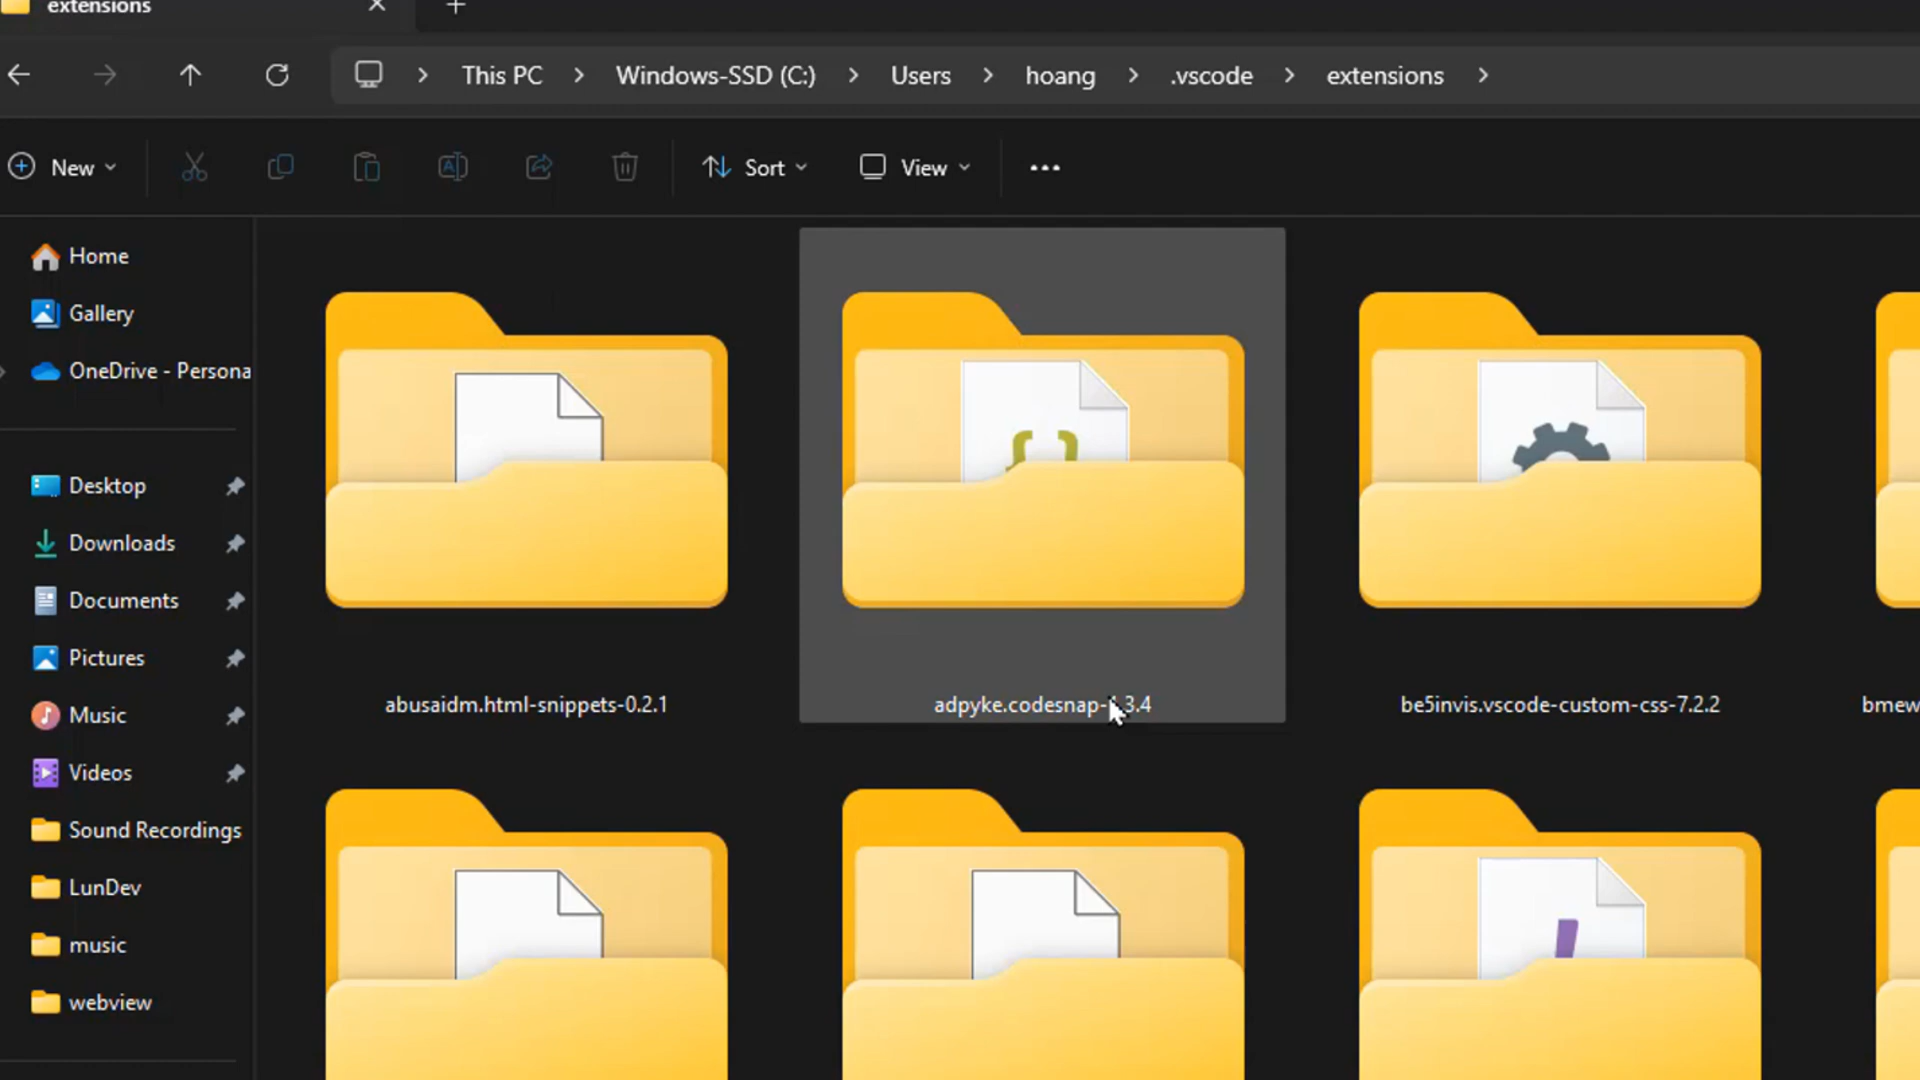 extensions
This PC > Windows-SSD (C:) > Users > hoang > .vscode > extensions >
New Sort View
Home
Gallery
OneDrive - Persona
Desktop
Downloads
Documents
Pictures
Music
Videos
Sound Recordings
LunDev
music
webview
abusaidm.html-snippets-0.2.1
adpyke.codesnap-1.3.4
be5invis.vscode-custom-css-7.2.2
bmew